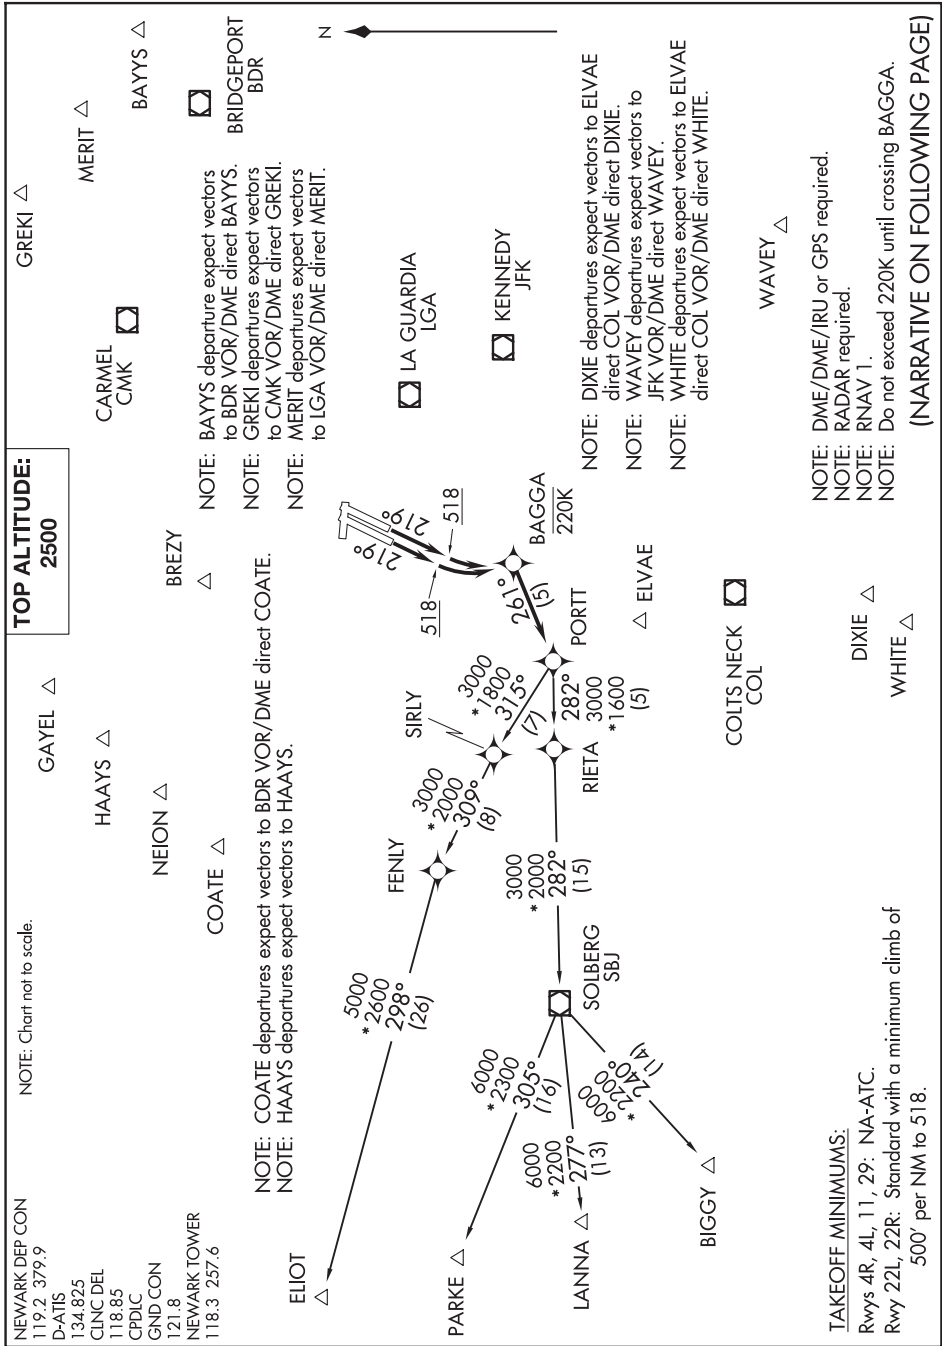 NEWARK DEP CON
119.2 379.9
D-ATIS
134.825
CLNC DEL
118.85
CPDLC
GND CON
121.8
NEWARK TOWER
118.3 257.6
NOTE: Chart not to scale.
TOP ALTITUDE:
2500
GREKI
MERIT
BAYYS
BRIDGEPORT
BDR
N
CARMEL
CMK
GAYEL
HAAYS
NEION
COATE
BREZY
NOTE: BAYYS departure expect vectors
to BDR VOR/DME direct BAYYS.
NOTE: GREKI departures expect vectors
to CMK VOR/DME direct GREKI.
NOTE: MERIT departures expect vectors
to LGA VOR/DME direct MERIT.
NOTE: COATE departures expect vectors to BDR VOR/DME direct COATE.
NOTE: HAAYS departures expect vectors to HAAYS.
LA GUARDIA
LGA
KENNEDY
JFK
219°
219°
518
518
BAGGA
220K
261°
(5)
PORTT
3000
*1800
315°
(7)
SIRLY
3000
*2000
309°
(8)
FENLY
5000
*2600
298°
(26)
ELIOT
282°
3000
*1600
(5)
RIETA
3000
*2000
282°
(15)
SOLBERG
SBJ
6000
*2300
305°
(16)
PARKE
6000
*2200
277°
(13)
LANNA
6000
*2200
240°
(14)
BIGGY
ELVAE
COLTS NECK
COL
DIXIE
WHITE
WAVEY
NOTE: DIXIE departures expect vectors to ELVAE
direct COL VOR/DME direct DIXIE.
NOTE: WAVEY departures expect vectors to
JFK VOR/DME direct WAVEY.
NOTE: WHITE departures expect vectors to ELVAE
direct COL VOR/DME direct WHITE.
NOTE: DME/DME/IRU or GPS required.
NOTE: RADAR required.
NOTE: RNAV 1.
NOTE: Do not exceed 220K until crossing BAGGA.
TAKEOFF MINIMUMS:
Rwys 4R, 4L, 11, 29: NA-ATC.
Rwy 22L, 22R: Standard with a minimum climb of
500' per NM to 518.
(NARRATIVE ON FOLLOWING PAGE)